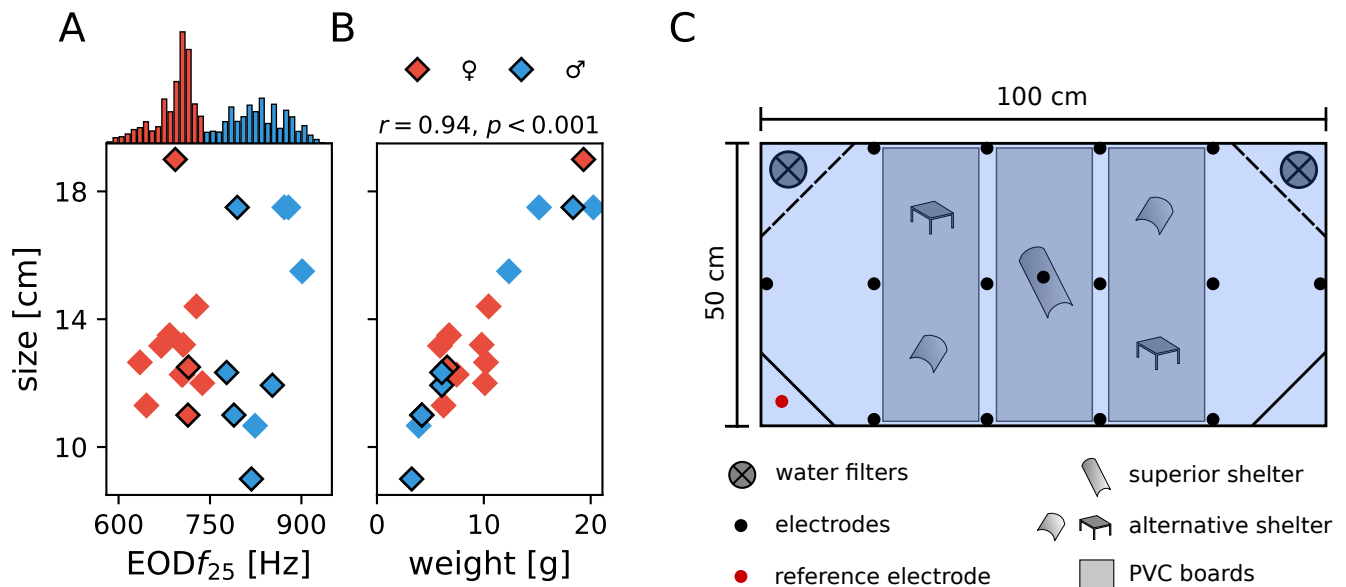 A
B
C
♀ ♂
r = 0.94, p < 0.001
18
14
10
size [cm]
600 750 900
EODf25 [Hz]
0 10 20
weight [g]
100 cm
50 cm
water filters
electrodes
reference electrode
superior shelter
alternative shelter
PVC boards